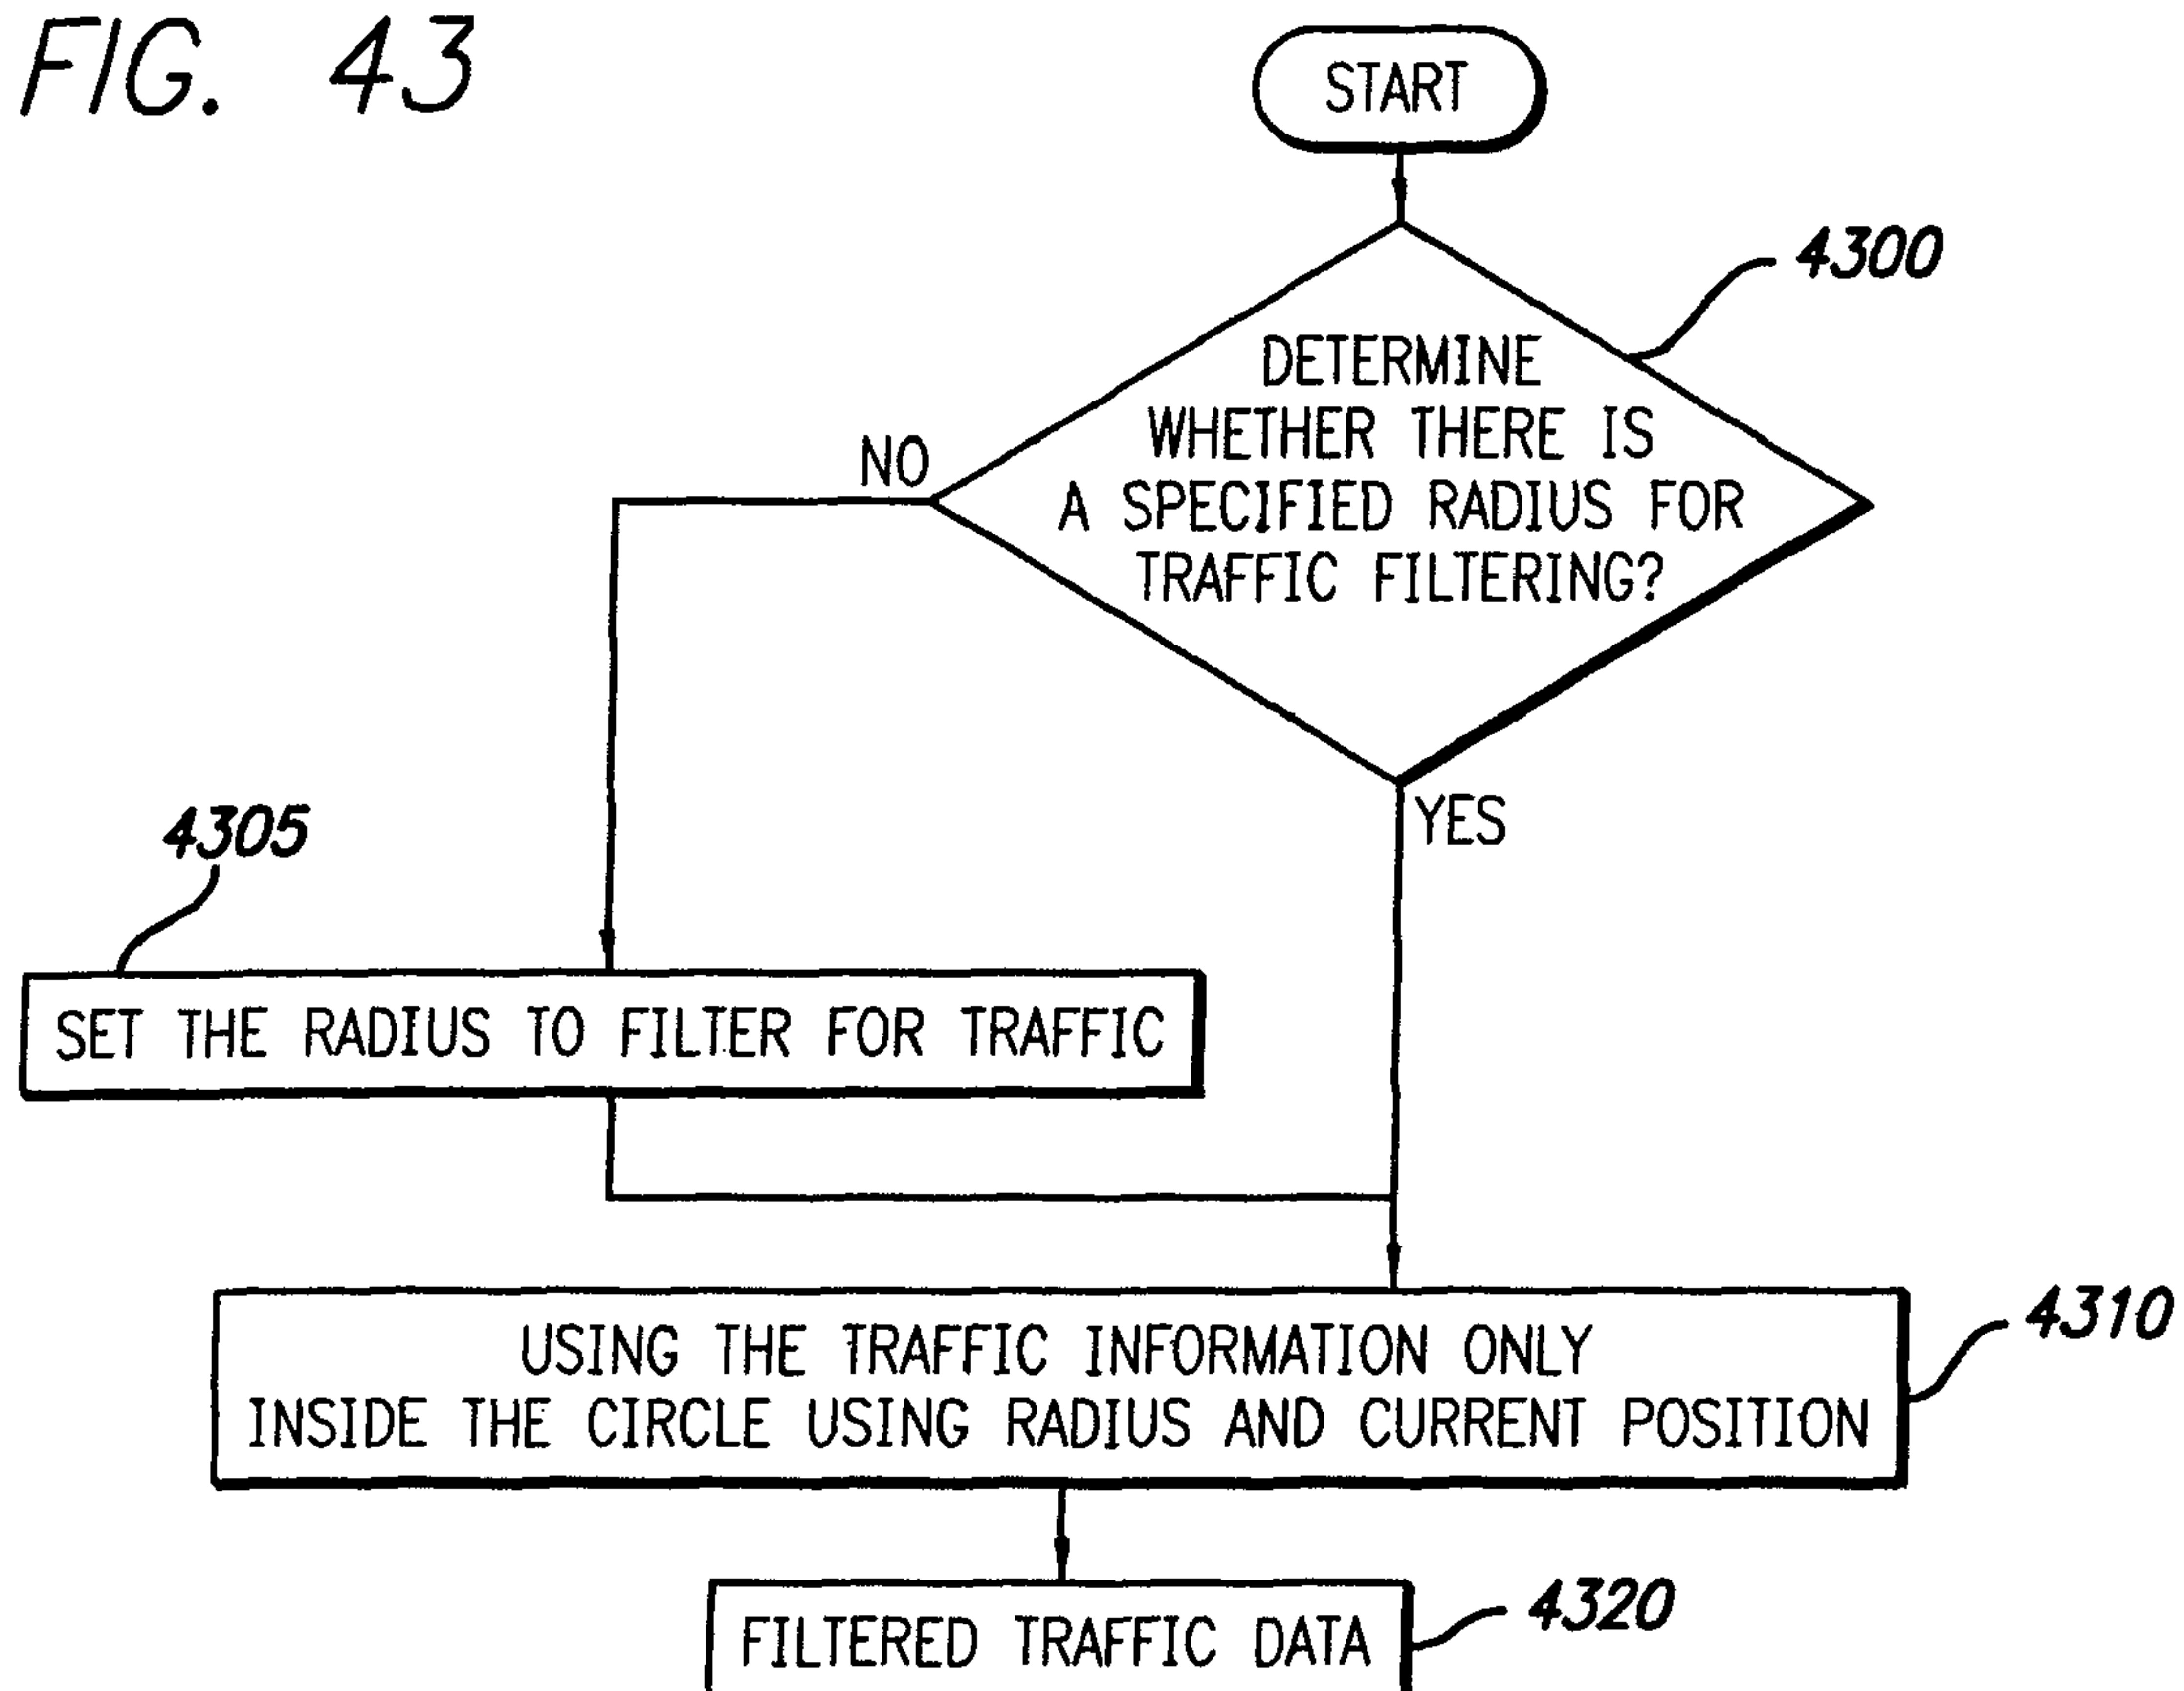 FIG. 43
START
4300
DETERMINE
WHETHER THERE IS
A SPECIFIED RADIUS FOR
TRAFFIC FILTERING?
NO
YES
4305
SET THE RADIUS TO FILTER FOR TRAFFIC
4310
USING THE TRAFFIC INFORMATION ONLY
INSIDE THE CIRCLE USING RADIUS AND CURRENT POSITION
4320
FILTERED TRAFFIC DATA